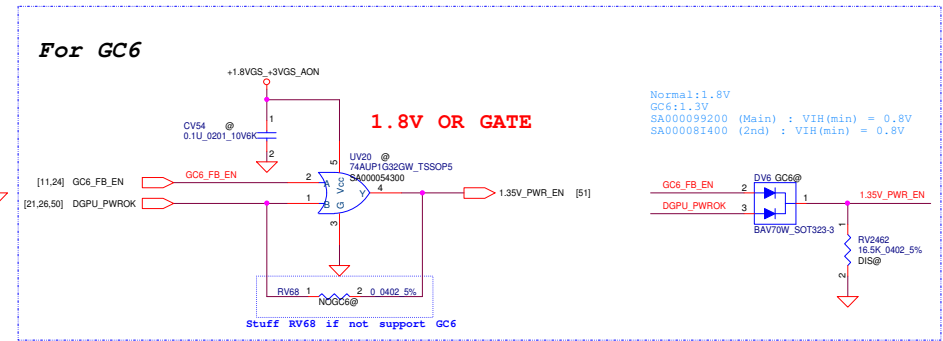 For GC6
+1.8VGS_+3VGS_AON
1
CV54 @
0.1U_0201_10V6K
2
1.8V OR GATE
UV20 @
74AUP1G32GW_TSSOP5
SA000054300
5
Vcc
[11,24] GC6_FB_EN
GC6_FB_EN
2
A
Y
4
1.35V_PWR_EN [51]
[21,26,50] DGPU_PWROK
1
B
G
3
RV68 1
2 0_0402_5%
NOGC6@
Stuff RV68 if not support GC6
Normal:1.8V
GC6:1.3V
SA000099200 (Main) : VIH(min) = 0.8V
SA00008I400 (2nd) : VIH(min) = 0.8V
GC6_FB_EN
2
DV6 GC6@
DGPU_PWROK
3
1
1.35V_PWR_EN
BAV70W_SOT323-3
1
RV2462
16.5K_0402_5%
DIS@
2